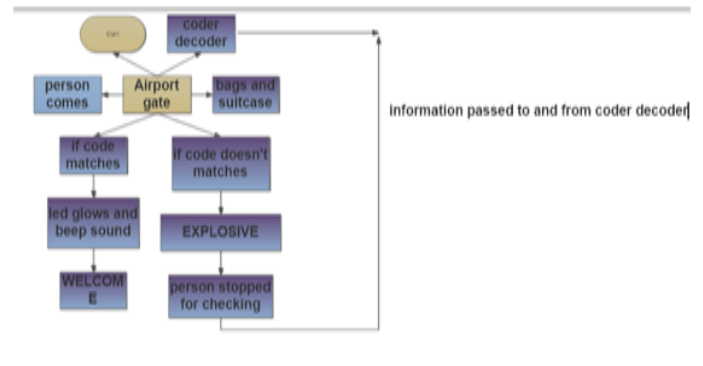 start
coder
decoder
person
comes
Airport
gate
bags and
suitcase
information passed to and from coder decoder
if code
matches
if code doesn't
matches
led glows and
beep sound
EXPLOSIVE
WELCOM
E
person stopped
for checking